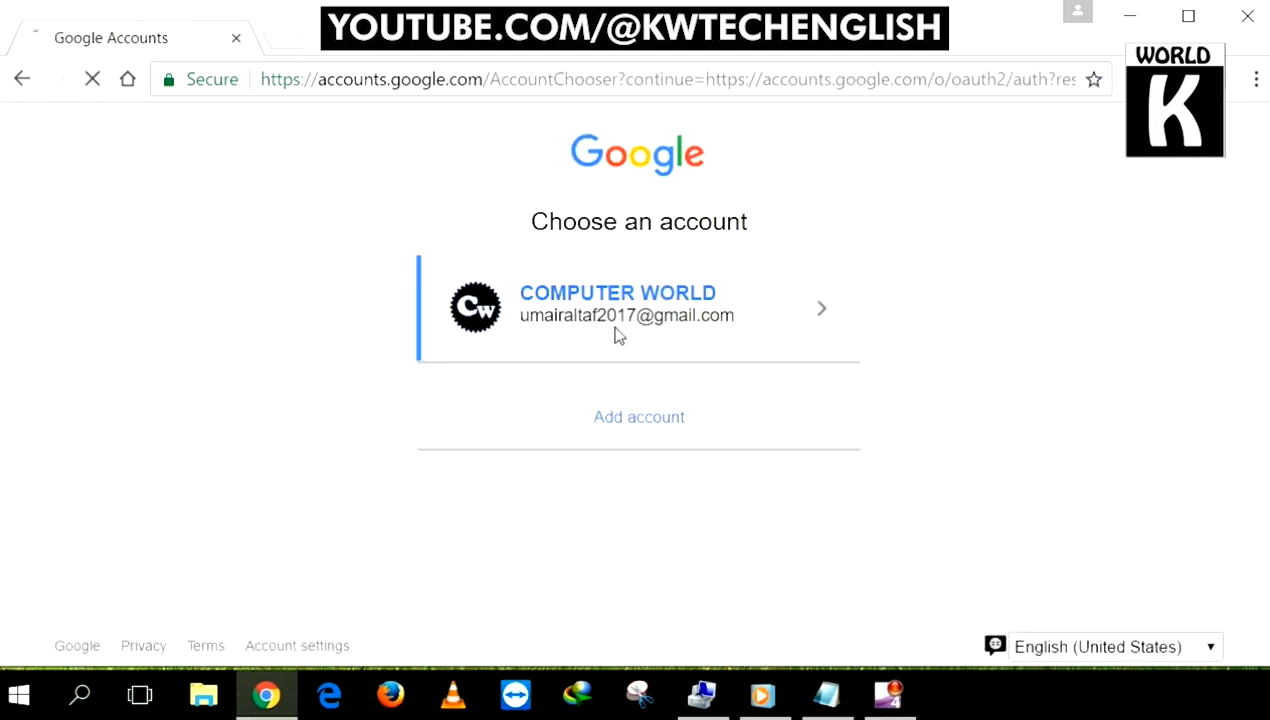 YOUTUBE.COM/@KWTECHENGLISH
Google Accounts
Secure https://accounts.google.com/AccountChooser?continue=https://accounts.google.com/o/oauth2/auth?res
WORLD
K
Google
Choose an account
CW
COMPUTER WORLD
umairaltaf2017@gmail.com
Add account
Google Privacy Terms Account settings
English (United States)
4